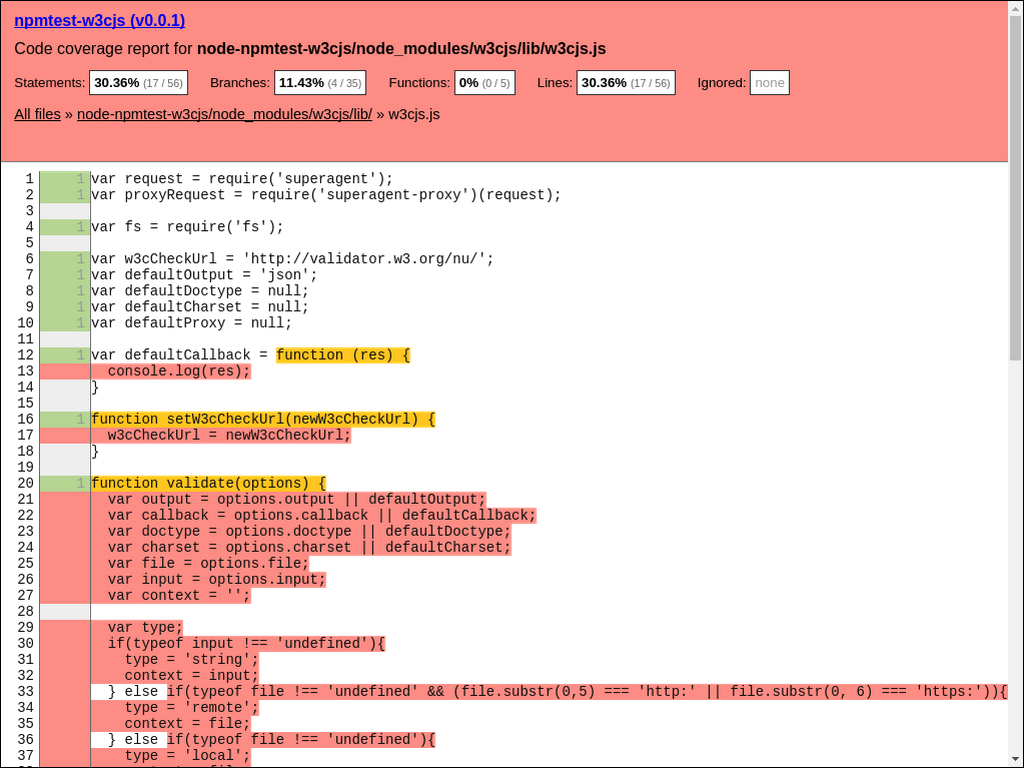 npmtest-w3cjs (v0.0.1)
Code coverage report for node-npmtest-w3cjs/node_modules/w3cjs/lib/w3cjs.js
Statements: 30.36% (17 / 56) Branches: 11.43% (4 / 35) Functions: 0% (0 / 5) Lines: 30.36% (17 / 56) Ignored: none
All files » node-npmtest-w3cjs/node_modules/w3cjs/lib/ » w3cjs.js
1 1 var request = require('superagent');
2 1 var proxyRequest = require('superagent-proxy')(request);
3
4 1 var fs = require('fs');
5
6 1 var w3cCheckUrl = 'http://validator.w3.org/nu/';
7 1 var defaultOutput = 'json';
8 1 var defaultDoctype = null;
9 1 var defaultCharset = null;
10 1 var defaultProxy = null;
11
12 1 var defaultCallback = function (res) {
13 console.log(res);
14 }
15
16 1 function setW3cCheckUrl(newW3cCheckUrl) {
17 w3cCheckUrl = newW3cCheckUrl;
18 }
19
20 1 function validate(options) {
21 var output = options.output || defaultOutput;
22 var callback = options.callback || defaultCallback;
23 var doctype = options.doctype || defaultDoctype;
24 var charset = options.charset || defaultCharset;
25 var file = options.file;
26 var input = options.input;
27 var context = '';
28
29 var type;
30 if(typeof input !== 'undefined'){
31 type = 'string';
32 context = input;
33 } else if(typeof file !== 'undefined' && (file.substr(0,5) === 'http:' || file.substr(0, 6) === 'https:')){
34 type = 'remote';
35 context = file;
36 } else if(typeof file !== 'undefined'){
37 type = 'local';